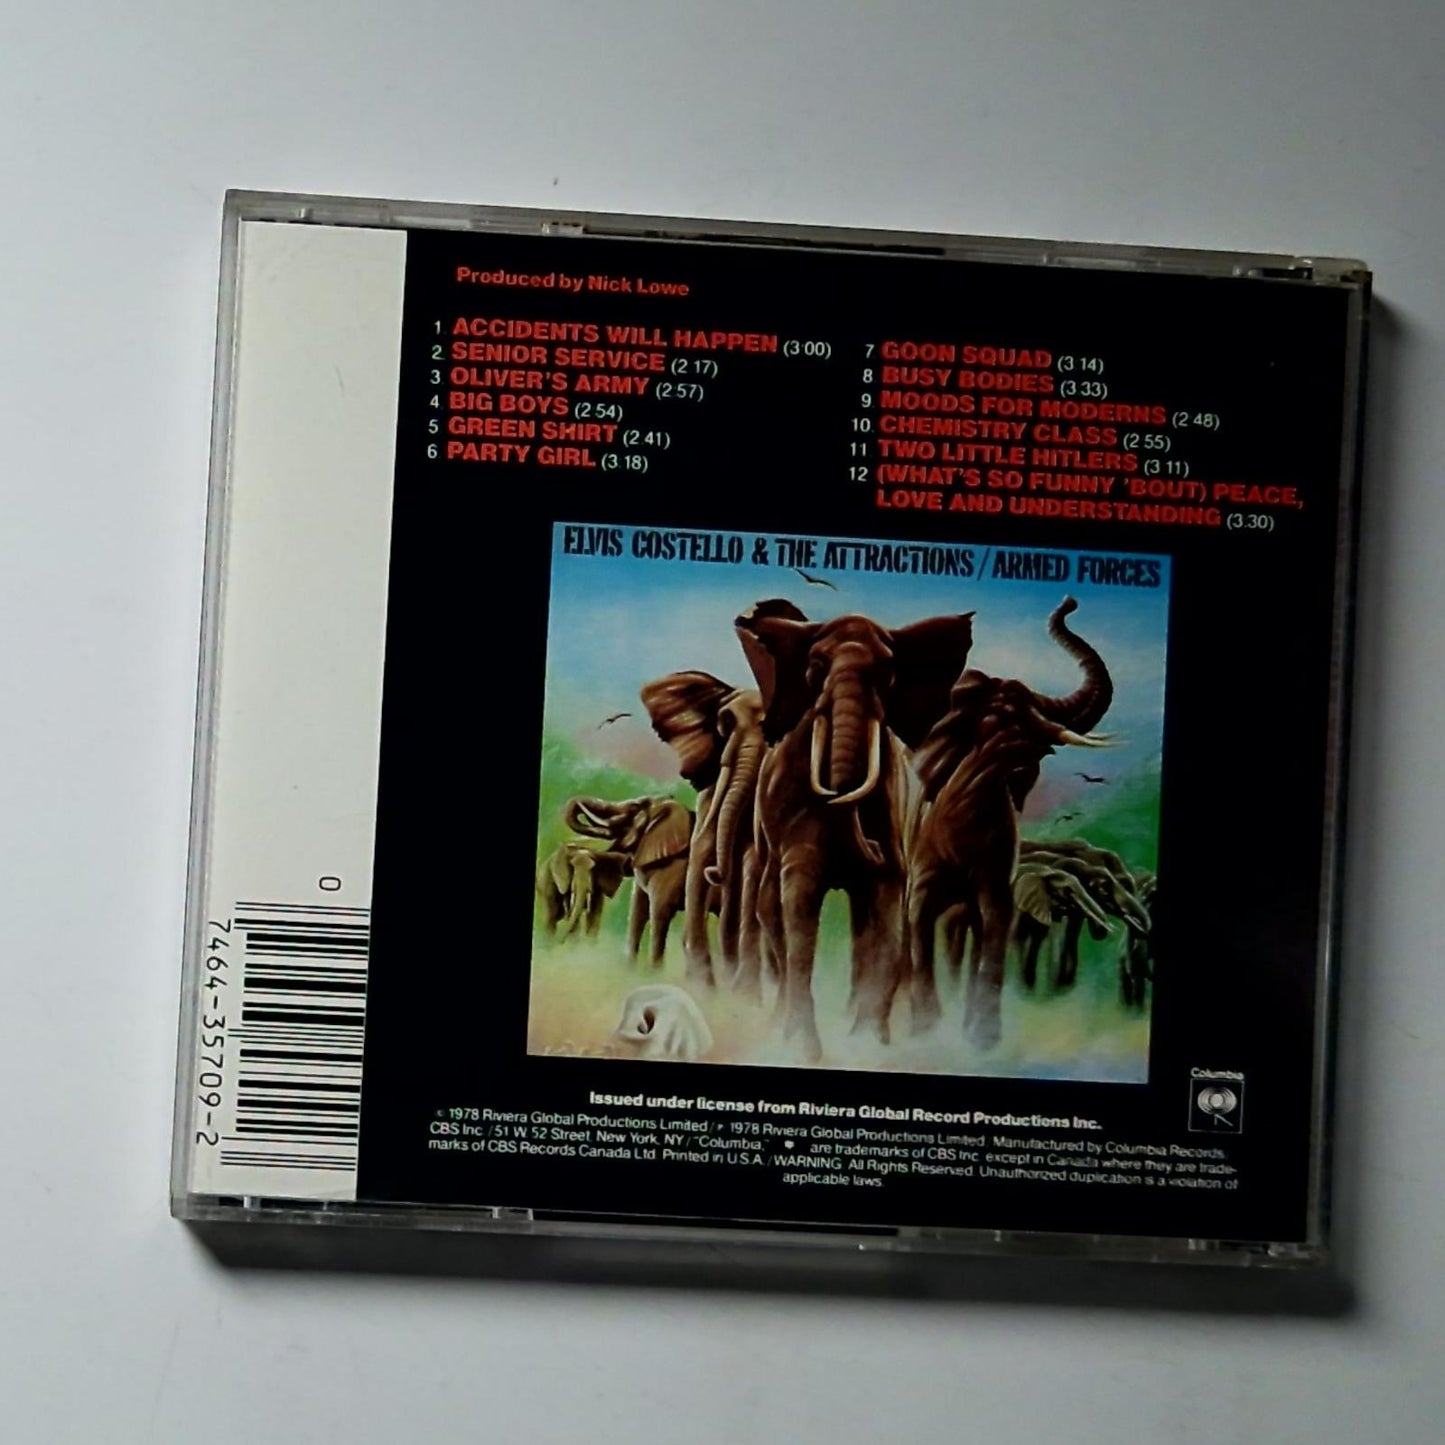 Produced by Nick Lowe
1. ACCIDENTS WILL HAPPEN (3:00)
2. SENIOR SERVICE (2:17)
3. OLIVER'S ARMY (2:57)
4. BIG BOYS (2:54)
5. GREEN SHIRT (2:41)
6. PARTY GIRL (3:18)
7. GOON SQUAD (3:14)
8. BUSY BODIES (3:33)
9. MOODS FOR MODERNS (2:48)
10. CHEMISTRY CLASS (2:55)
11. TWO LITTLE HITLERS (3:11)
12. (WHAT'S SO FUNNY 'BOUT) PEACE,
LOVE AND UNDERSTANDING (3:30)
ELVIS COSTELLO & THE ATTRACTIONS / ARMED FORCES
Columbia
Issued under license from Riviera Global Record Productions Inc.
© 1978 Riviera Global Productions Limited/℗ 1978 Riviera Global Productions Limited. Manufactured by Columbia Records/
CBS Inc./51 W. 52 Street, New York, NY/"Columbia," are trademarks of CBS Inc. except in Canada where they are trade-
marks of CBS Records Canada Ltd. Printed in U.S.A./WARNING: All Rights Reserved. Unauthorized duplication is a violation of
applicable laws.
0
7464-35709-2